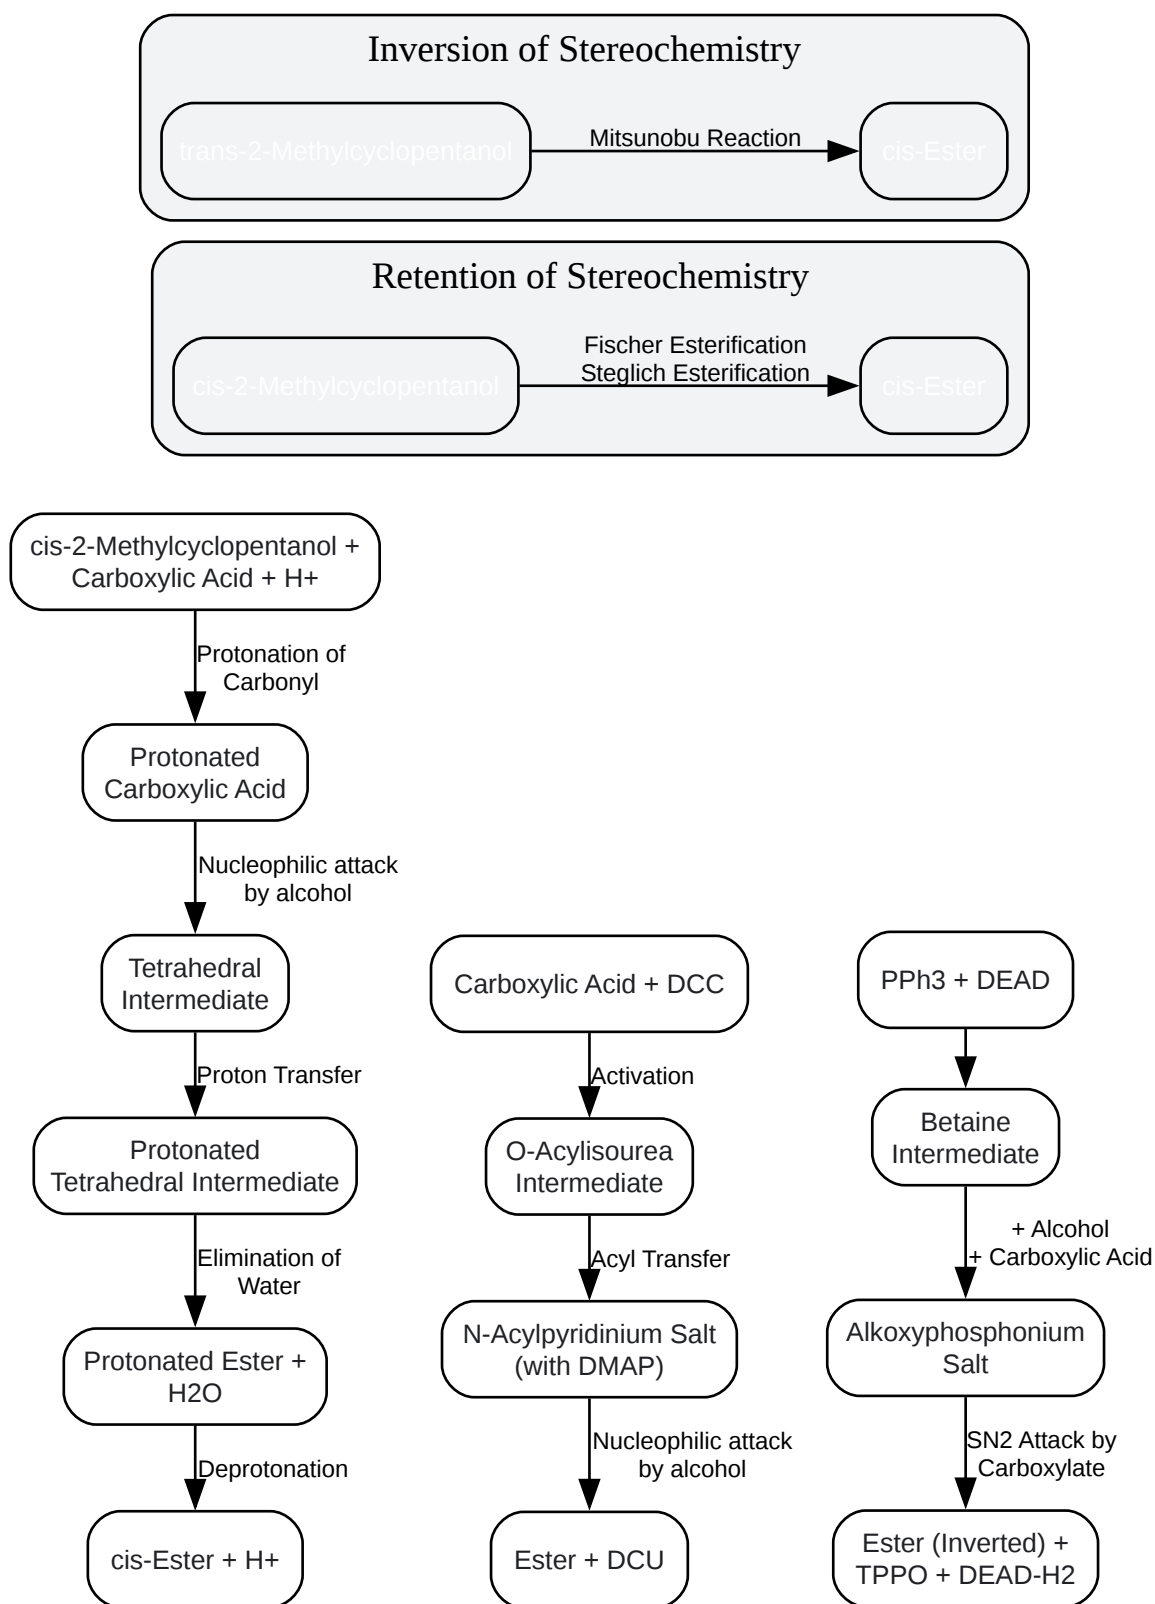 Inversion of Stereochemistry
trans-2-Methylcyclopentanol
Mitsunobu Reaction
cis-Ester
Retention of Stereochemistry
cis-2-Methylcyclopentanol
Fischer Esterification
Steglich Esterification
cis-Ester
cis-2-Methylcyclopentanol +
Carboxylic Acid + H+
Protonation of
Carbonyl
Protonated
Carboxylic Acid
Nucleophilic attack
by alcohol
Tetrahedral
Intermediate
Proton Transfer
Protonated
Tetrahedral Intermediate
Elimination of
Water
Protonated Ester +
H2O
Deprotonation
cis-Ester + H+
Carboxylic Acid + DCC
Activation
O-Acylisourea
Intermediate
Acyl Transfer
N-Acylpyridinium Salt
(with DMAP)
Nucleophilic attack
by alcohol
Ester + DCU
PPh3 + DEAD
Betaine
Intermediate
+ Alcohol
+ Carboxylic Acid
Alkoxyphosphonium
Salt
SN2 Attack by
Carboxylate
Ester (Inverted) +
TPPO + DEAD-H2